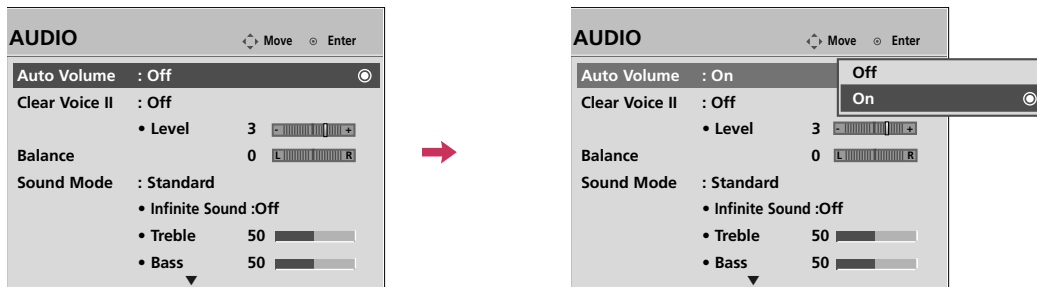 AUDIO Move Enter
Auto Volume : Off
Clear Voice II : Off
• Level 3 - +
Balance 0 L R
Sound Mode : Standard
• Infinite Sound :Off
• Treble 50
• Bass 50
AUDIO Move Enter
Auto Volume : On
Clear Voice II : Off
• Level 3 - +
Balance 0 L R
Sound Mode : Standard
• Infinite Sound :Off
• Treble 50
• Bass 50
Off
On